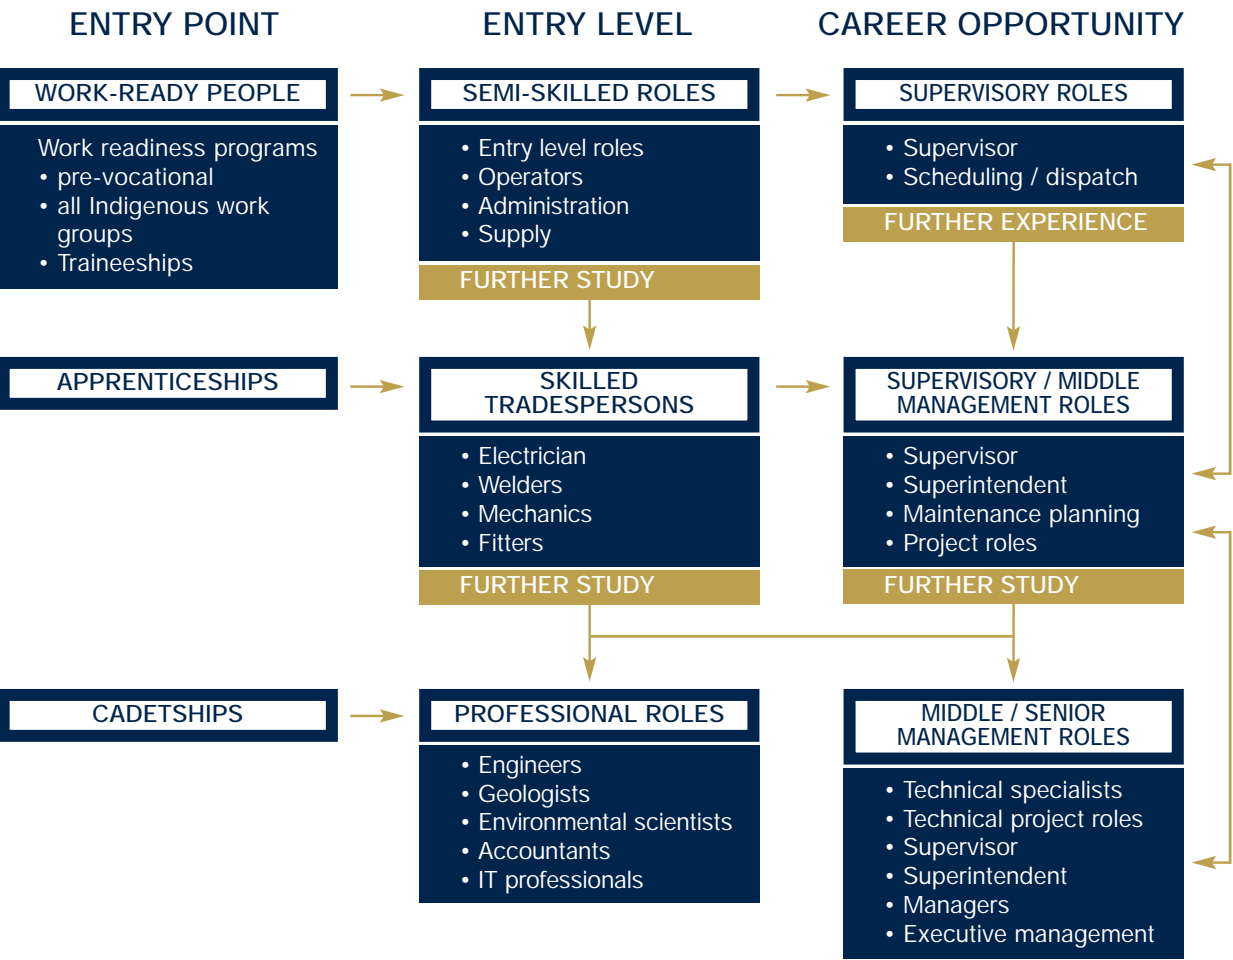 ENTRY POINT
ENTRY LEVEL
CAREER OPPORTUNITY
WORK-READY PEOPLE
Work readiness programs
• pre-vocational
• all Indigenous work
groups
• Traineeships
SEMI-SKILLED ROLES
• Entry level roles
• Operators
• Administration
• Supply
FURTHER STUDY
SUPERVISORY ROLES
• Supervisor
• Scheduling / dispatch
FURTHER EXPERIENCE
APPRENTICESHIPS
SKILLED
TRADESPERSONS
• Electrician
• Welders
• Mechanics
• Fitters
FURTHER STUDY
SUPERVISORY / MIDDLE
MANAGEMENT ROLES
• Supervisor
• Superintendent
• Maintenance planning
• Project roles
FURTHER STUDY
CADETSHIPS
PROFESSIONAL ROLES
• Engineers
• Geologists
• Environmental scientists
• Accountants
• IT professionals
MIDDLE / SENIOR
MANAGEMENT ROLES
• Technical specialists
• Technical project roles
• Supervisor
• Superintendent
• Managers
• Executive management